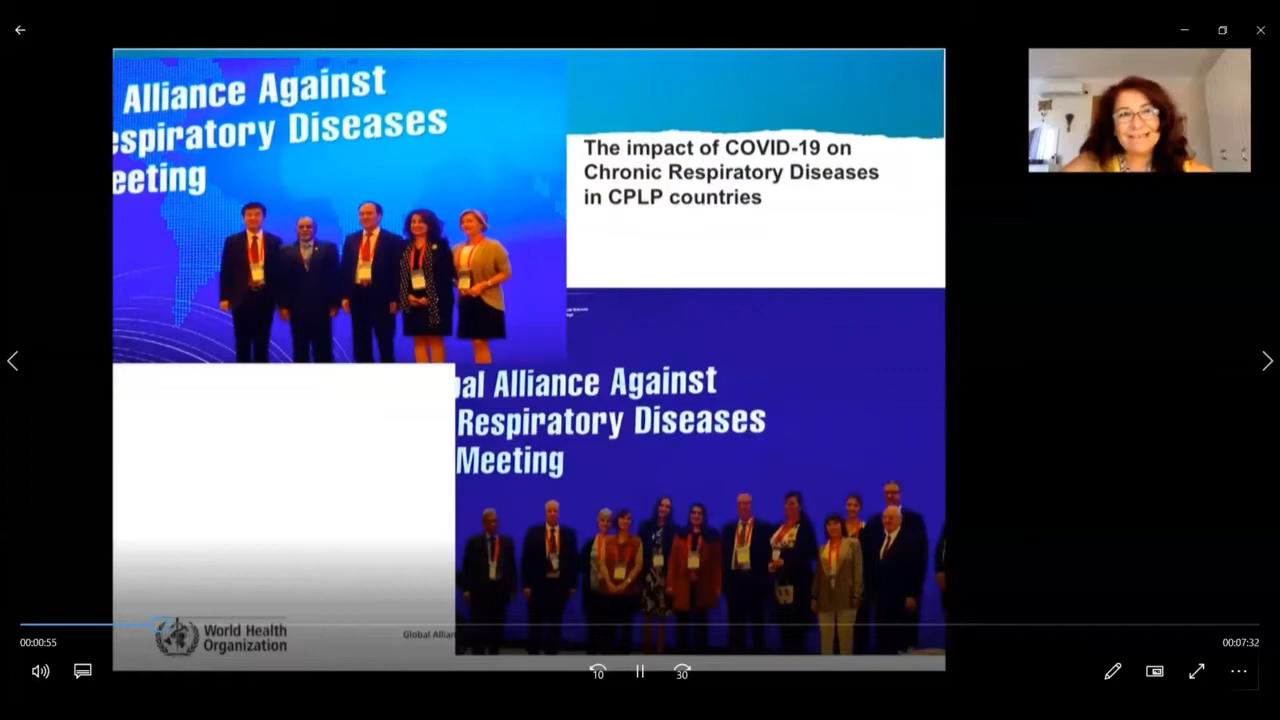 Alliance Against
espiratory Diseases
eeting
The impact of COVID-19 on
Chronic Respiratory Diseases
in CPLP countries
al Alliance Against
Respiratory Diseases
Meeting
World Health
Organization
Global Allian
00:00:55
00:07:32
10
30